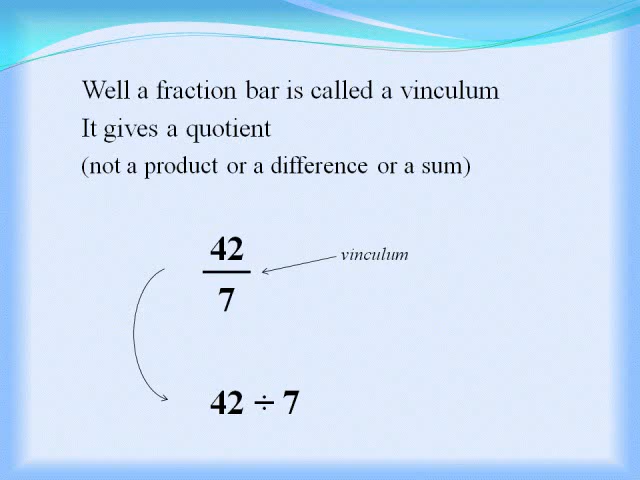 Well a fraction bar is called a vinculum
It gives a quotient
(not a product or a difference or a sum)
42
vinculum
7
42 ÷ 7